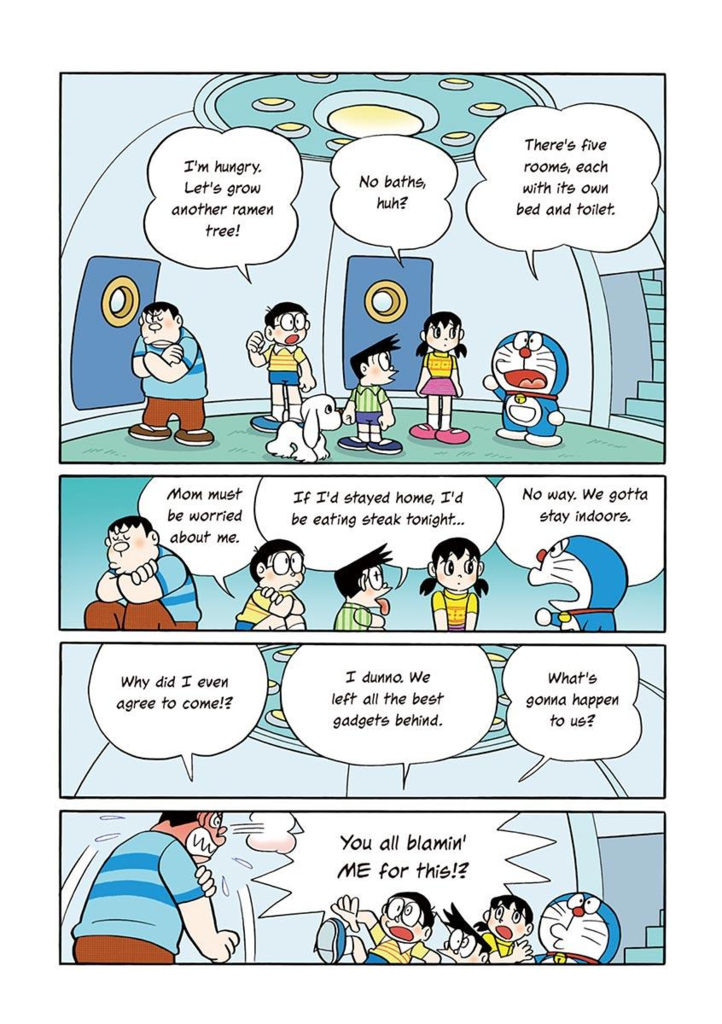 There's five
rooms, each
with its own
bed and toilet.
No baths,
huh?
I'm hungry.
Let's grow
another ramen
tree!
No way. We gotta
stay indoors.
If I'd stayed home, I'd
be eating steak tonight...
Mom must
be worried
about me.
What's
gonna happen
to us?
I dunno. We
left all the best
gadgets behind.
Why did I even
agree to come!?
You all blamin'
ME for this!?